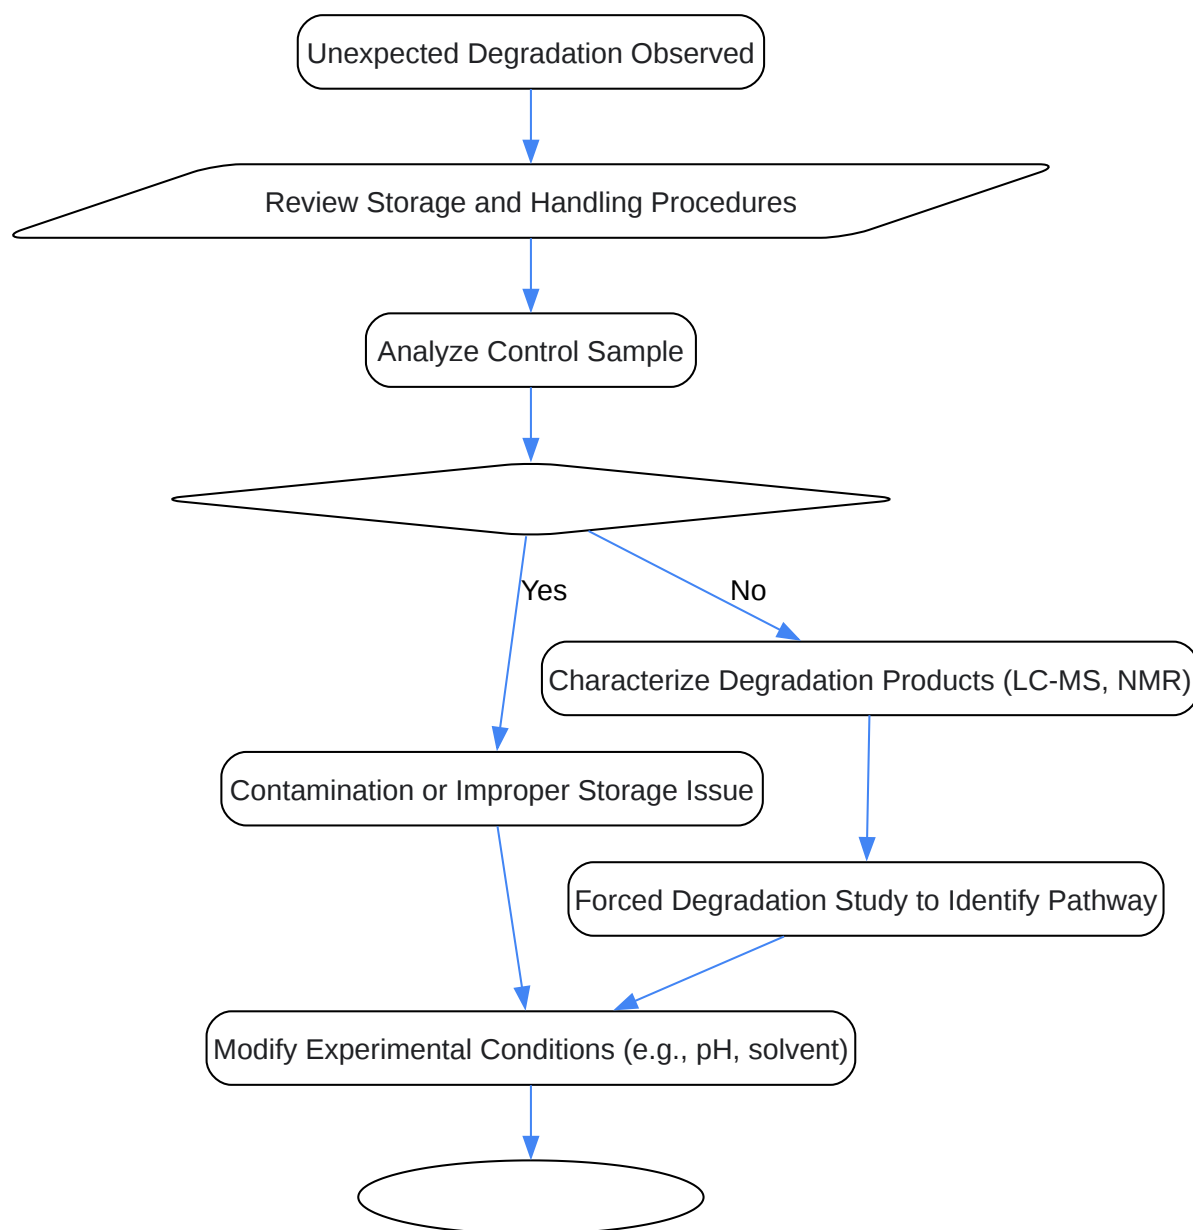 Unexpected Degradation Observed
Review Storage and Handling Procedures
Analyze Control Sample
Yes
No
Characterize Degradation Products (LC-MS, NMR)
Contamination or Improper Storage Issue
Forced Degradation Study to Identify Pathway
Modify Experimental Conditions (e.g., pH, solvent)